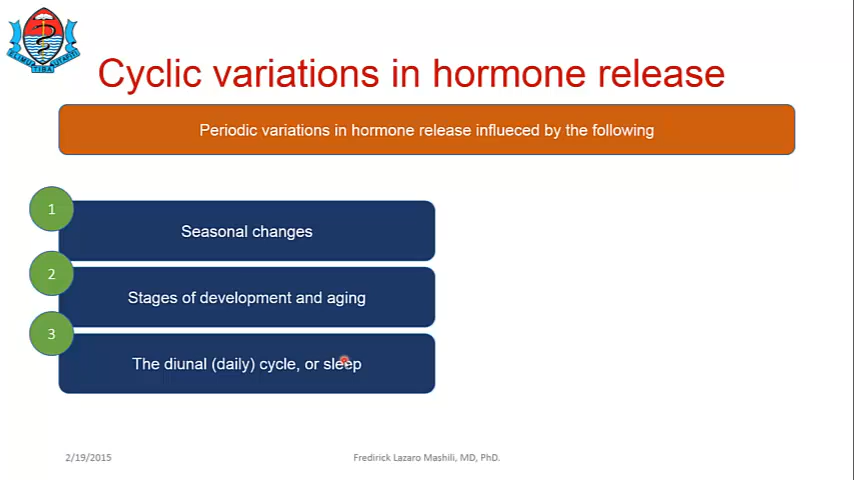 Cyclic variations in hormone release
Periodic variations in hormone release influeced by the following
1
Seasonal changes
2
Stages of development and aging
3
The diunal (daily) cycle, or sleep
2/19/2015
Fredirick Lazaro Mashili, MD, PhD.